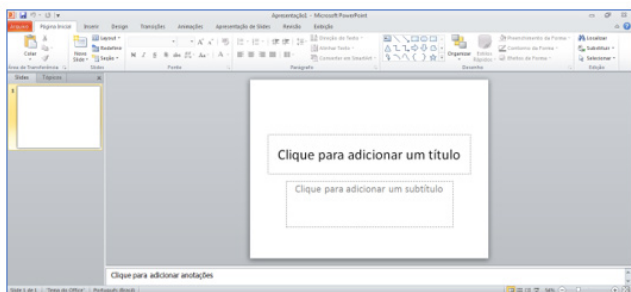 Apresentação1 - Microsoft PowerPoint
Arquivo Página Inicial Inserir Design Transições Animações Apresentação de Slides Revisão Exibição
Layout
Redefinir
Seção
Colar
Novo Slide
Direção do Texto
Alinhar Texto
Converter em SmartArt
Organizar
Estilos Rápidos
Preenchimento da Forma
Contorno da Forma
Efeitos de Forma
Localizar
Substituir
Selecionar
Área de Transferência Slides Fonte Parágrafo Desenho Edição
Slides Tópicos
1
Clique para adicionar um título
Clique para adicionar um subtítulo
Clique para adicionar anotações
Slide 1 de 1 "Tema do Office" Português (Brasil)